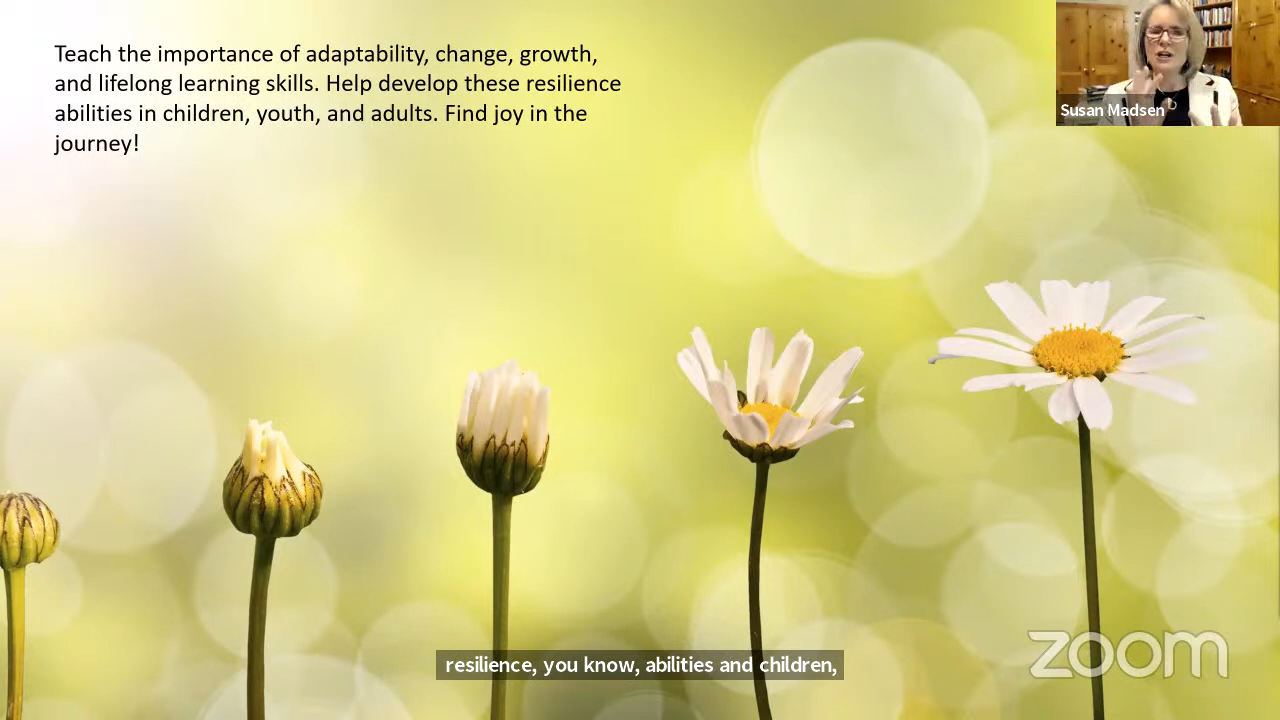 Teach the importance of adaptability, change, growth,
and lifelong learning skills. Help develop these resilience
abilities in children, youth, and adults. Find joy in the
journey!
Susan Madsen
zoom
resilience, you know, abilities and children,